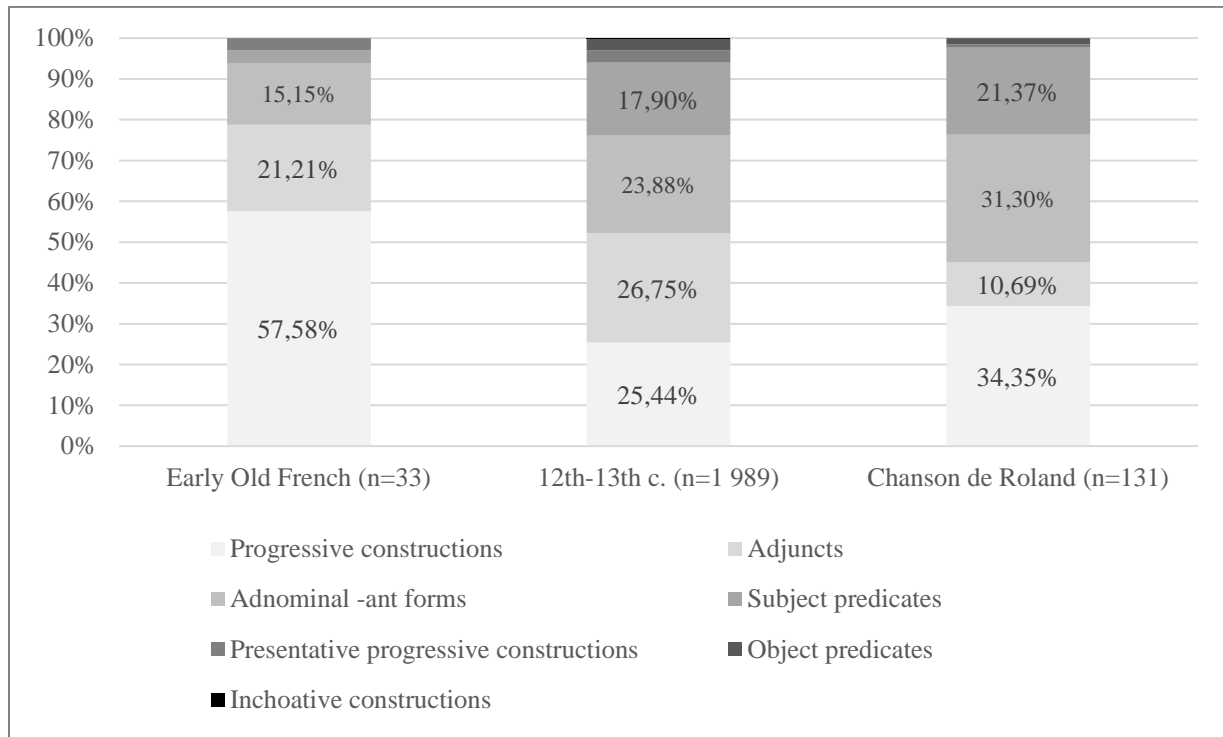 100%
90%
80%
70%
60%
50%
40%
30%
20%
10%
0%
15,15%
21,21%
57,58%
17,90%
23,88%
26,75%
25,44%
21,37%
31,30%
10,69%
34,35%
Early Old French (n=33)
12th-13th c. (n=1 989)
Chanson de Roland (n=131)
Progressive constructions
Adjuncts
Adnominal -ant forms
Subject predicates
Presentative progressive constructions
Object predicates
Inchoative constructions